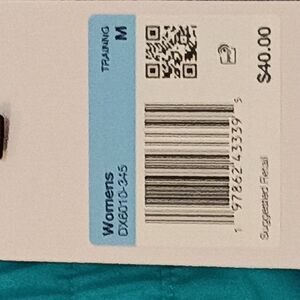 Womens
DX6010-345
TRAINING
M
1 97862 43339 5
$40.00
Suggested Retail